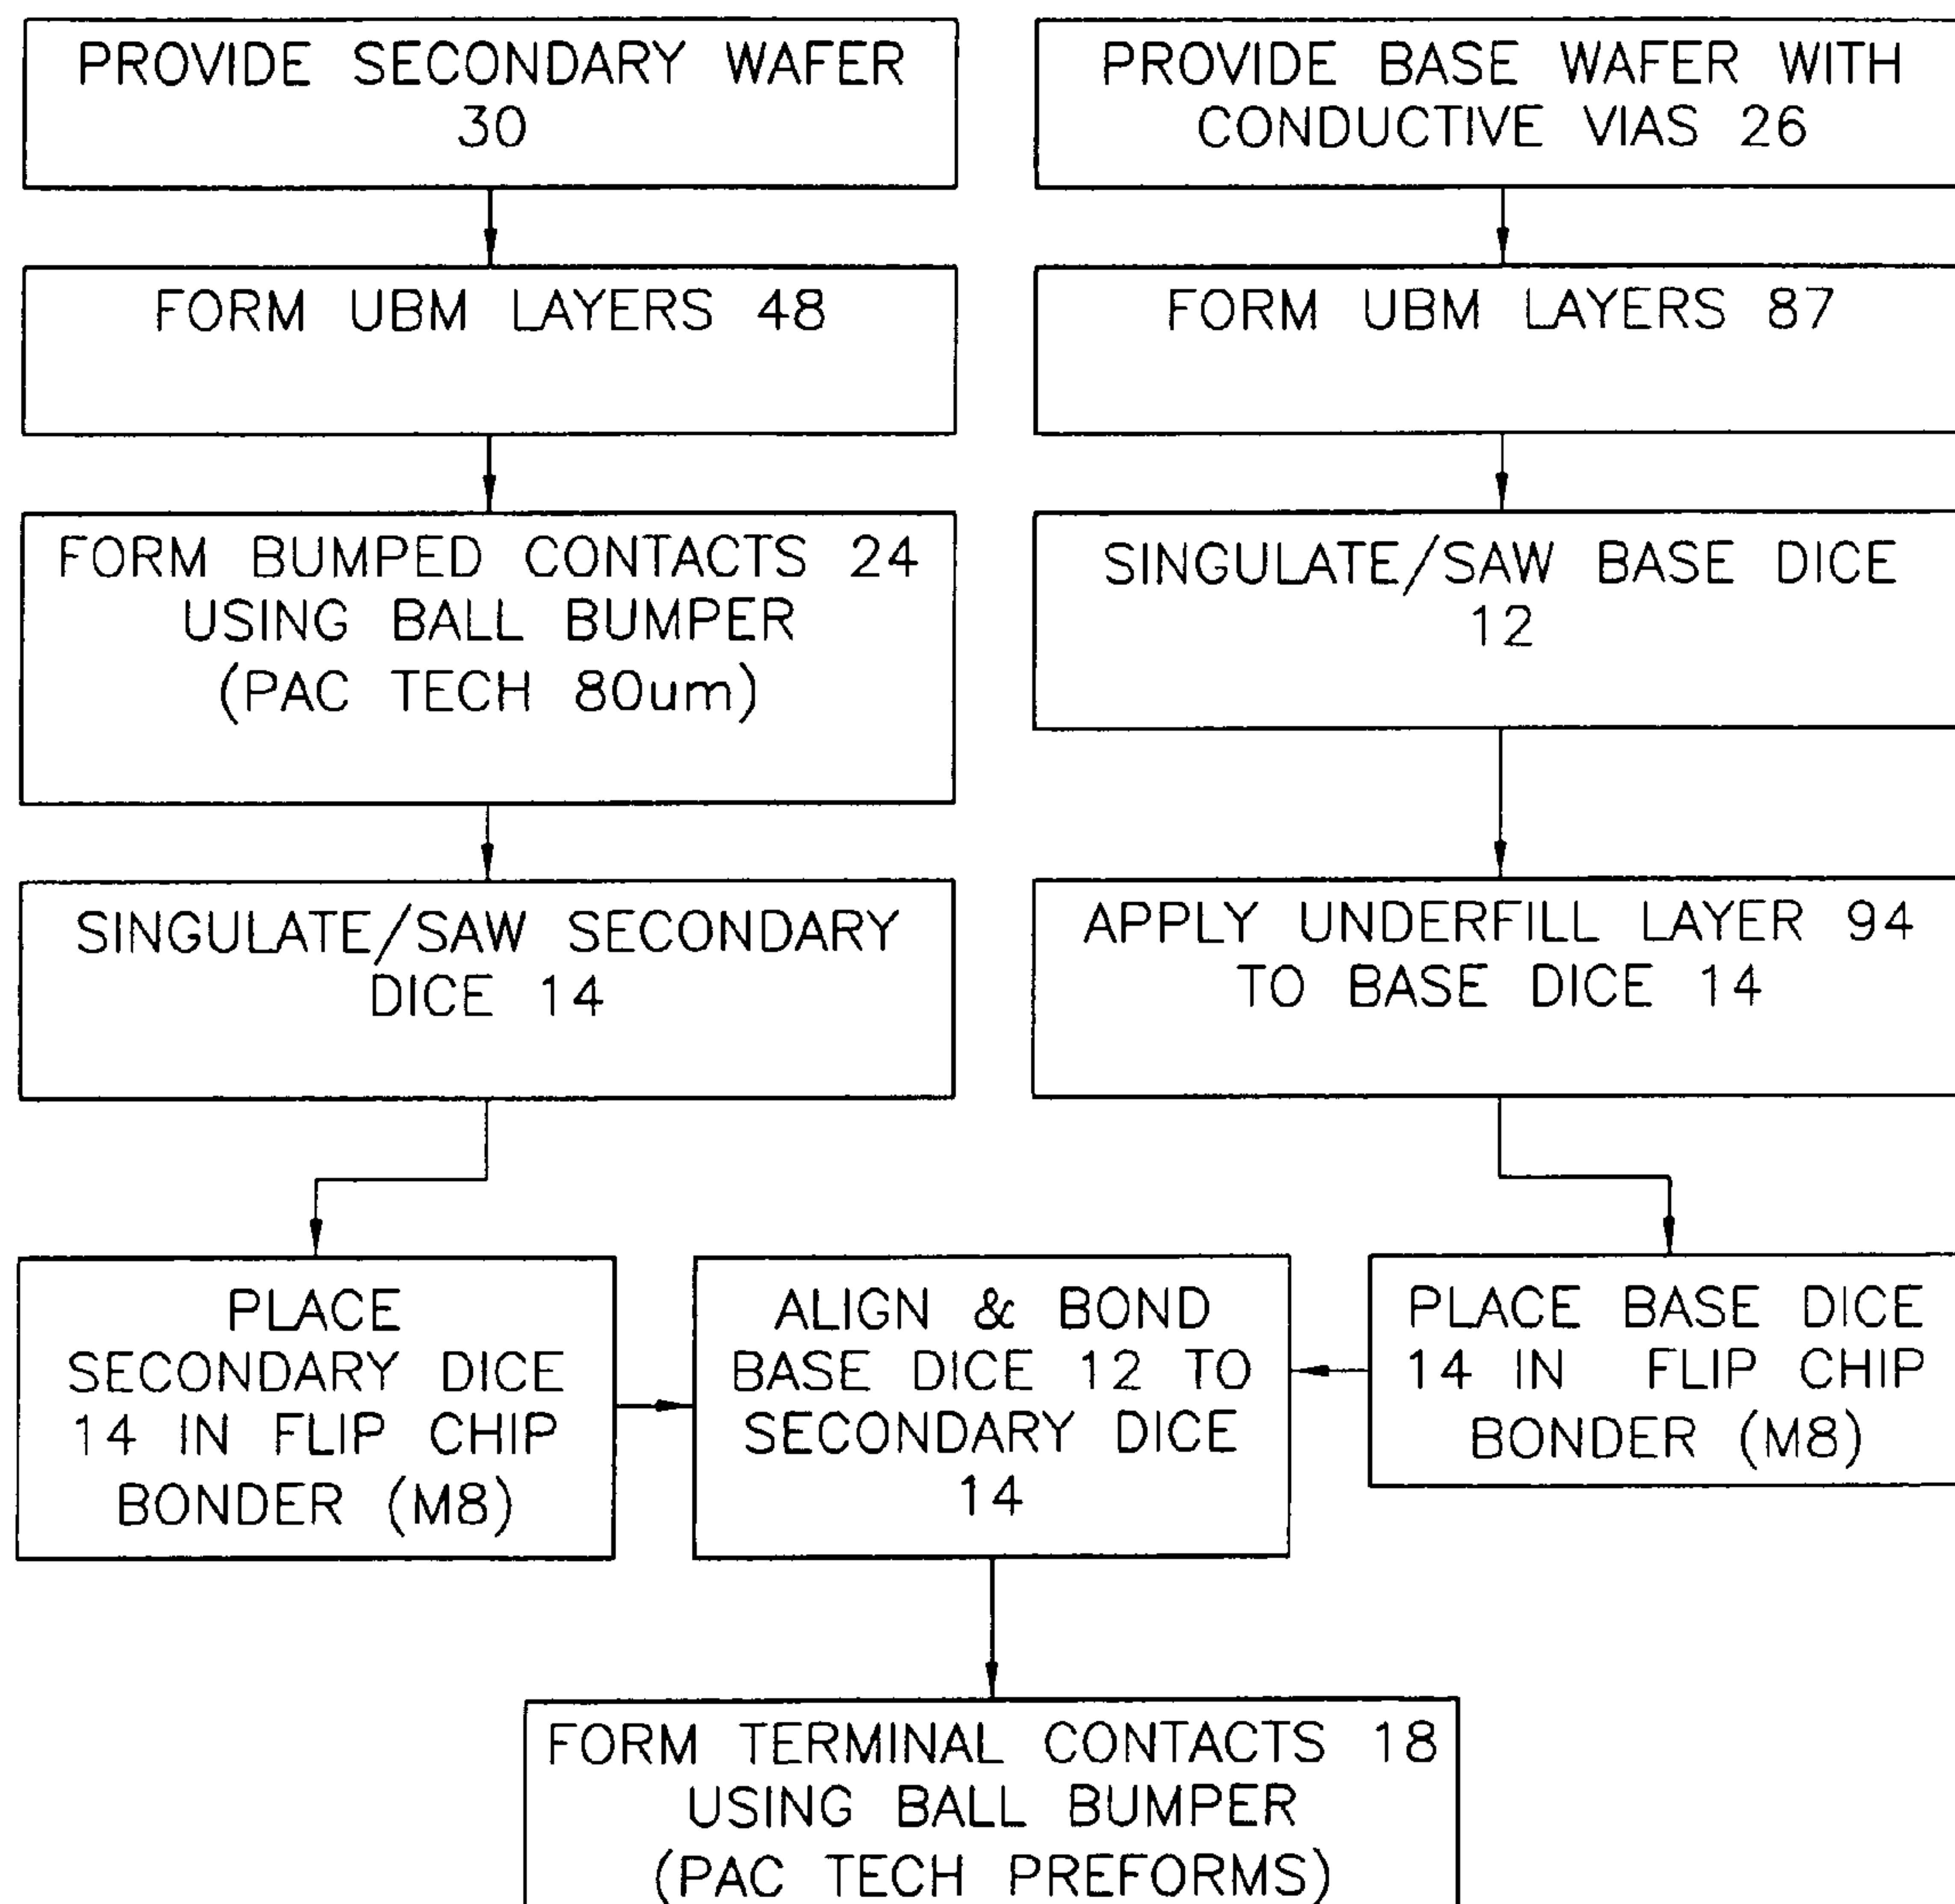 PROVIDE SECONDARY WAFER
30
FORM UBM LAYERS 48
FORM BUMPED CONTACTS 24
USING BALL BUMPER
(PAC TECH 80um)
SINGULATE/SAW SECONDARY
DICE 14
PLACE
SECONDARY DICE
14 IN FLIP CHIP
BONDER (M8)
PROVIDE BASE WAFER WITH
CONDUCTIVE VIAS 26
FORM UBM LAYERS 87
SINGULATE/SAW BASE DICE
12
APPLY UNDERFILL LAYER 94
TO BASE DICE 14
PLACE BASE DICE
14 IN FLIP CHIP
BONDER (M8)
ALIGN & BOND
BASE DICE 12 TO
SECONDARY DICE
14
FORM TERMINAL CONTACTS 18
USING BALL BUMPER
(PAC TECH PREFORMS)